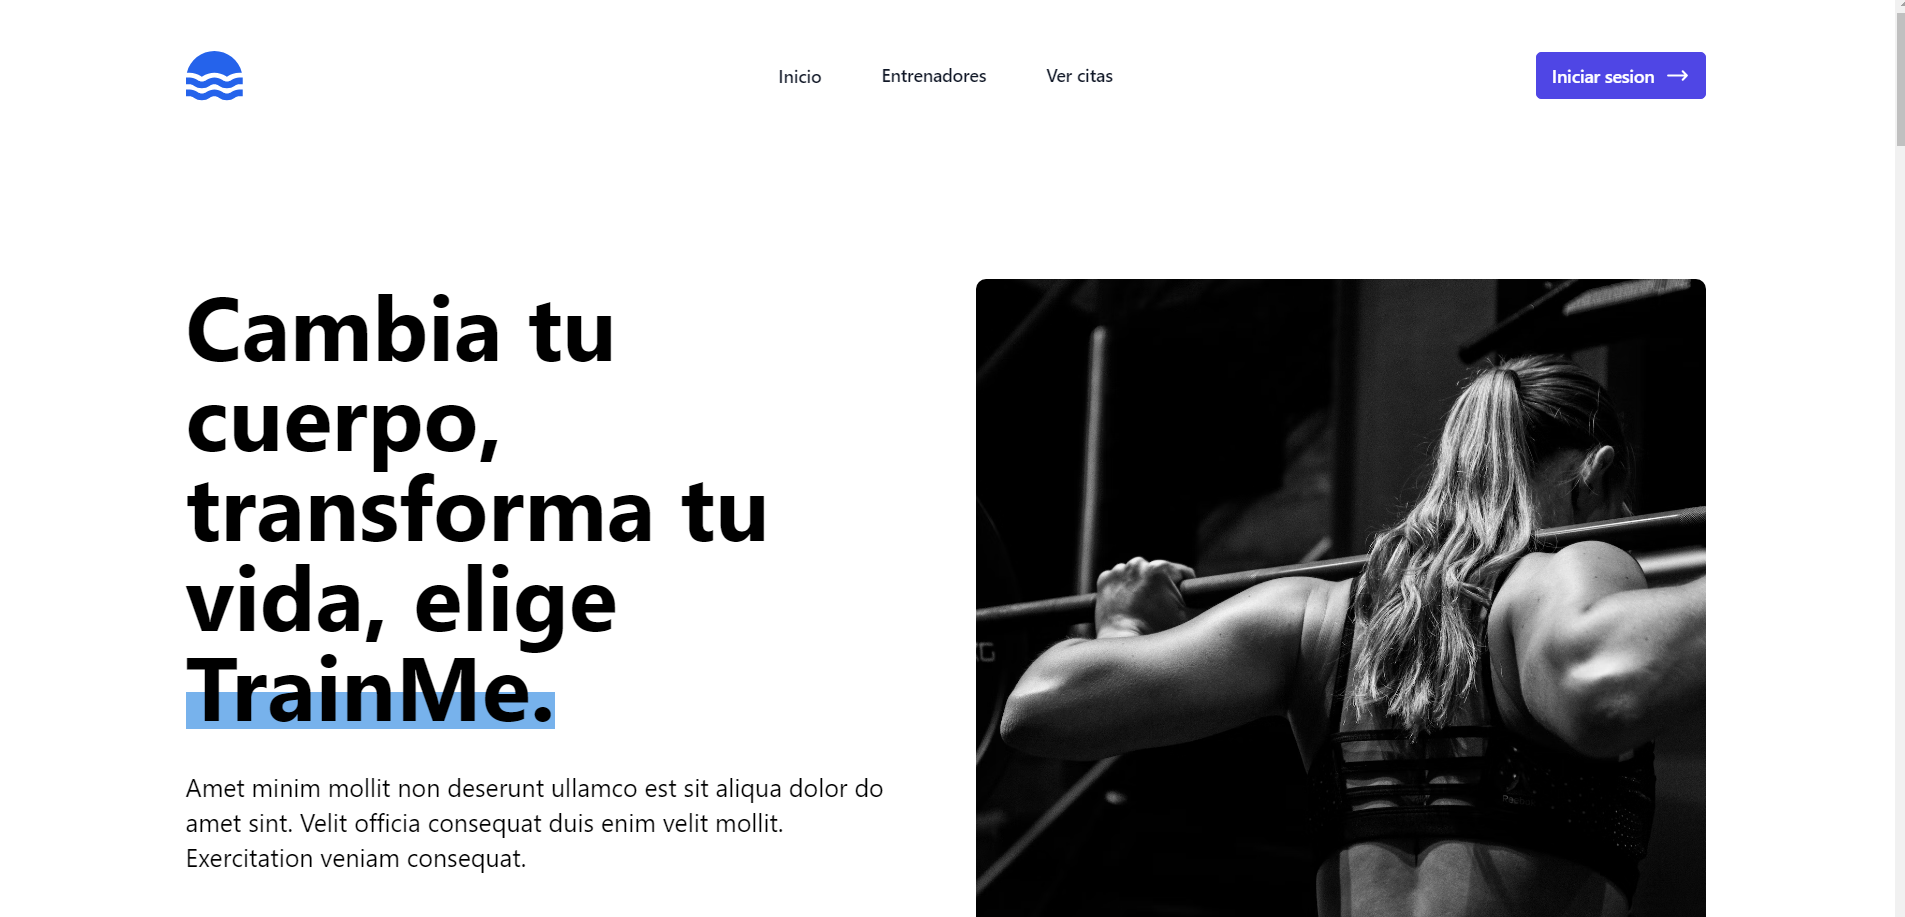 Inicio Entrenadores Ver citas Iniciar sesion →
Cambia tu
cuerpo,
transforma tu
vida, elige
TrainMe.
Amet minim mollit non deserunt ullamco est sit aliqua dolor do
amet sint. Velit officia consequat duis enim velit mollit.
Exercitation veniam consequat.